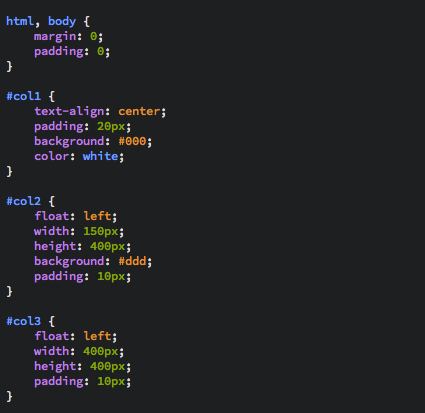 html, body {
    margin: 0;
    padding: 0;
}

#col1 {
    text-align: center;
    padding: 20px;
    background: #000;
    color: white;
}

#col2 {
    float: left;
    width: 150px;
    height: 400px;
    background: #ddd;
    padding: 10px;
}

#col3 {
    float: left;
    width: 400px;
    height: 400px;
    padding: 10px;
}